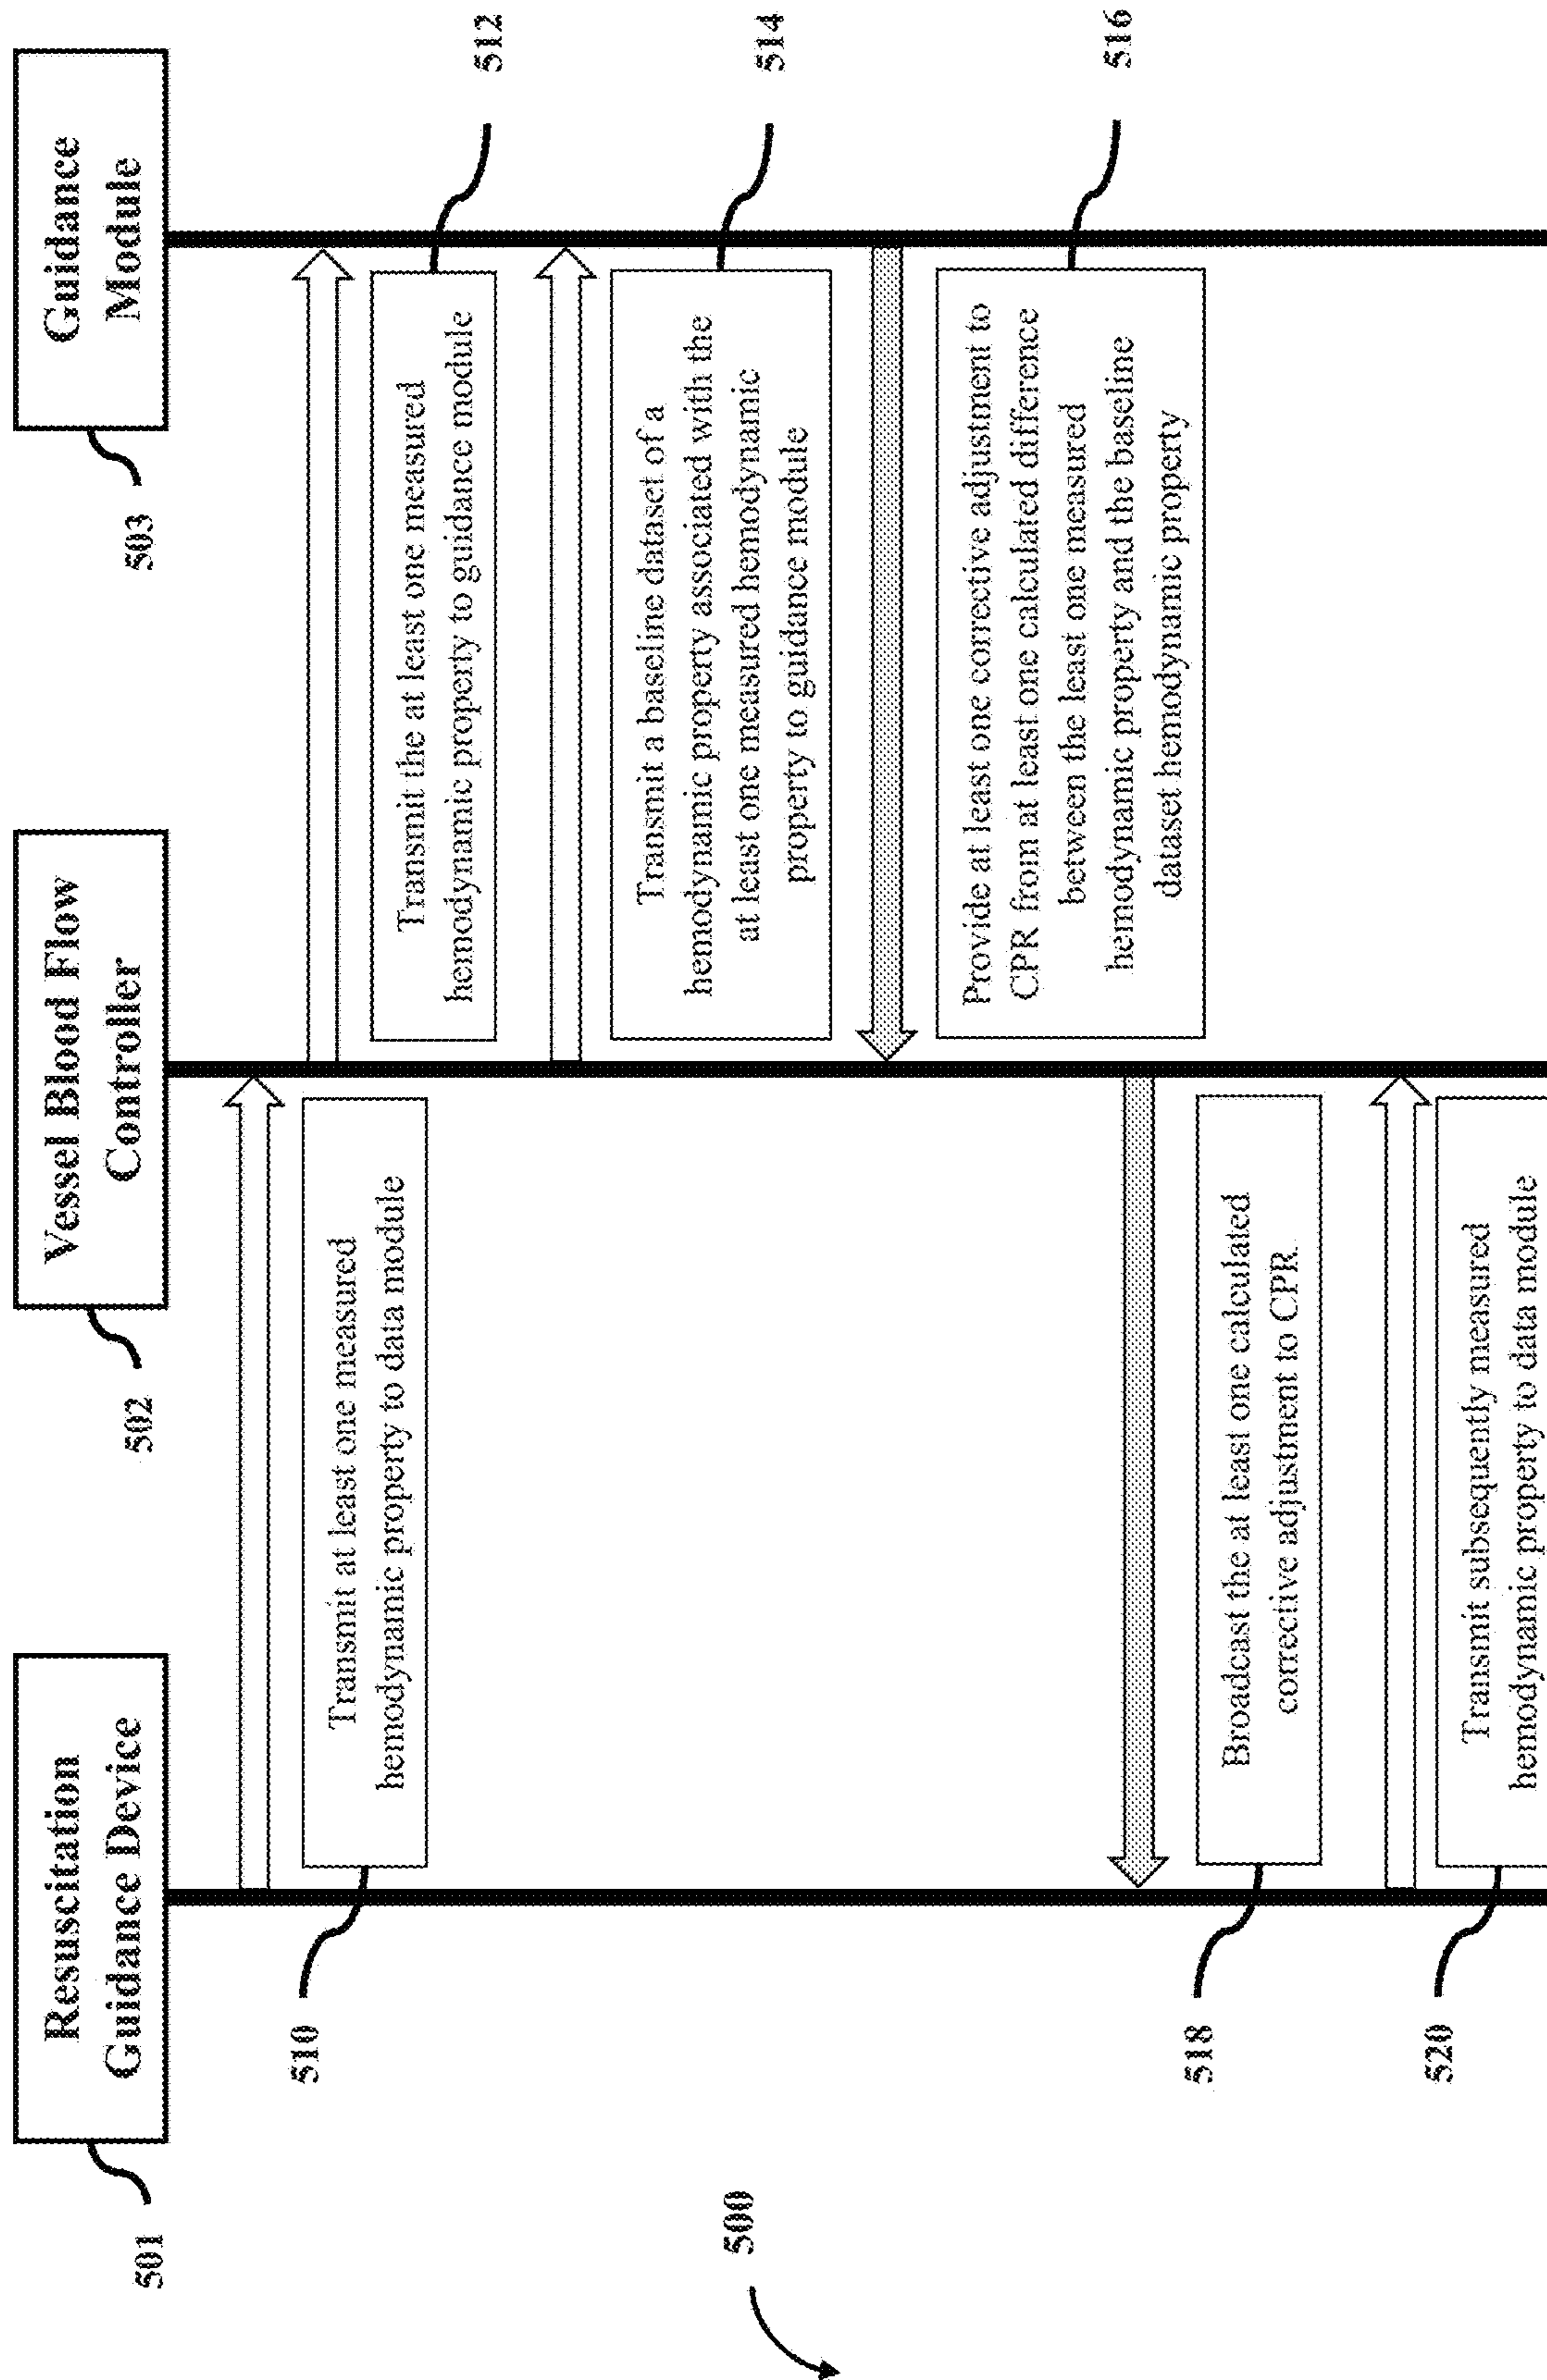 Resuscitation
Guidance Device
501
Vessel Blood Flow
Controller
502
Guidance
Module
503
500
Transmit at least one measured
hemodynamic property to data module
510
Transmit the at least one measured
hemodynamic property to guidance module
512
Transmit a baseline dataset of a
hemodynamic property associated with the
at least one measured hemodynamic
property to guidance module
514
Provide at least one corrective adjustment to
CPR from at least one calculated difference
between the least one measured
hemodynamic property and the baseline
dataset hemodynamic property
516
Broadcast the at least one calculated
corrective adjustment to CPR
518
Transmit subsequently measured
hemodynamic property to data module
520